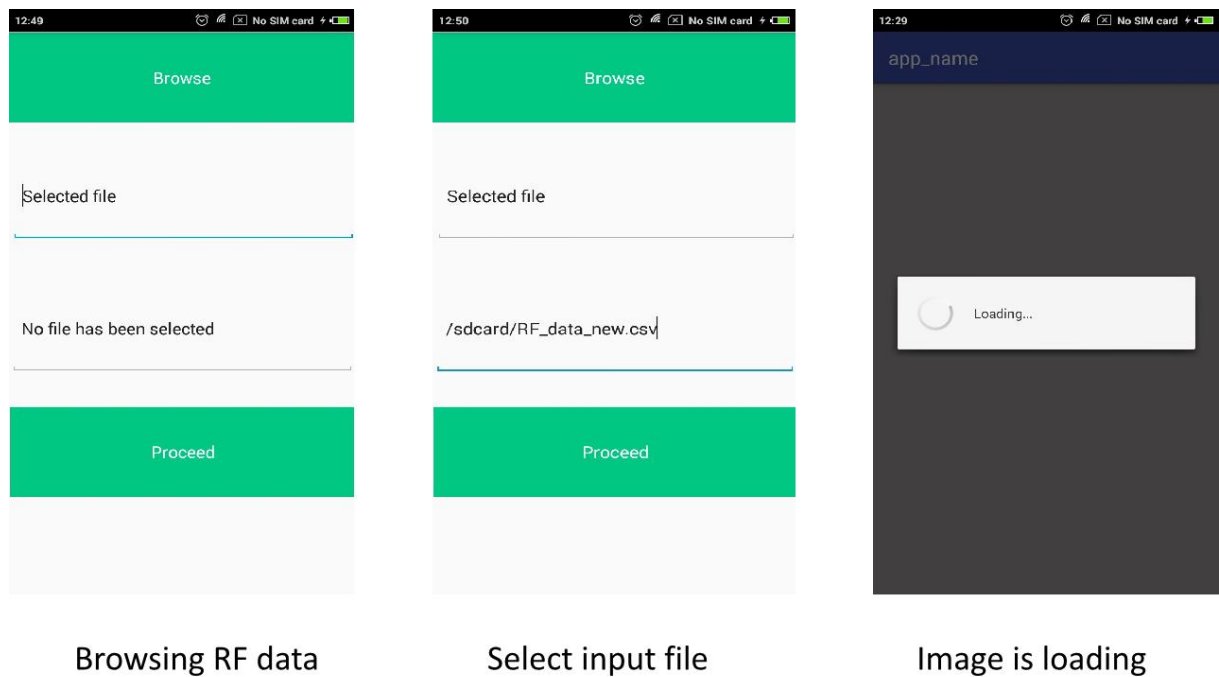 12:49 No SIM card
Browse
Selected file
No file has been selected
Proceed
Browsing RF data
12:50 No SIM card
Browse
Selected file
/sdcard/RF_data_new.csv
Proceed
Select input file
12:29 No SIM card
app_name
Loading...
Image is loading